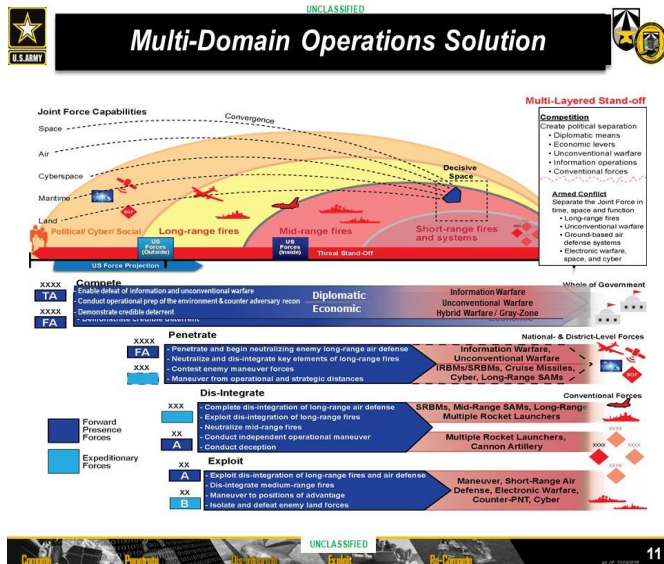 UNCLASSIFIED
U.S.ARMY
Multi-Domain Operations Solution
Multi-Layered Stand-off
Joint Force Capabilities
Convergence
Space
Air
Cyberspace
Maritime
Land
Decisive
Space
Competition
Create political separation
• Diplomatic means
• Economic levers
• Unconventional warfare
• Information operations
• Conventional forces
Armed Conflict
Separate the Joint Force in
time, space and function
• Long-range fires
• Unconventional warfare
• Ground-based air
defense systems
• Electronic warfare,
space, and cyber
SOF
Political/ Cyber/ Social
Long-range fires
Mid-range fires
Short-range fires
and systems
US
Forces
(Outside)
US
Forces
(Inside)
Threat Stand-Off
US Force Projection
Compete
Whole of Government
XXXX
TA
XXXX
FA
- Enable defeat of information and unconventional warfare
- Conduct operational prep of the environment & counter adversary recon
- Demonstrate credible deterrent
- Demonstrate credible deterrent
Diplomatic
Economic
Information Warfare
Unconventional Warfare
Hybrid Warfare / Gray-Zone
Penetrate
National- & District-Level Forces
XXXX
FA
XXX
- Penetrate and begin neutralizing enemy long-range air defense
- Neutralize and dis-integrate key elements of long-range fires
- Contest enemy maneuver forces
- Maneuver from operational and strategic distances
Information Warfare,
Unconventional Warfare
IRBMs/SRBMs, Cruise Missiles,
Cyber, Long-Range SAMs
SOF
Dis-Integrate
Conventional Forces
XXX
XX
A
- Complete dis-integration of long-range air defense
- Exploit dis-integration of long-range fires
- Neutralize mid-range fires
- Conduct independent operational maneuver
- Conduct deception
SRBMs, Mid-Range SAMs, Long-Range
Multiple Rocket Launchers
Multiple Rocket Launchers,
Cannon Artillery
XXXX
XXXX
XXXX
XXXX
Forward
Presence
Forces
Expeditionary
Forces
Exploit
XX
A
XX
B
- Exploit dis-integration of long-range fires and air defense
- Dis-integrate medium-range fires
- Maneuver to positions of advantage
- Isolate and defeat enemy land forces
Maneuver, Short-Range Air
Defense, Electronic Warfare,
Counter-PNT, Cyber
UNCLASSIFIED
Compete
Penetrate
Dis-integrate
Exploit
Re-Compete
11